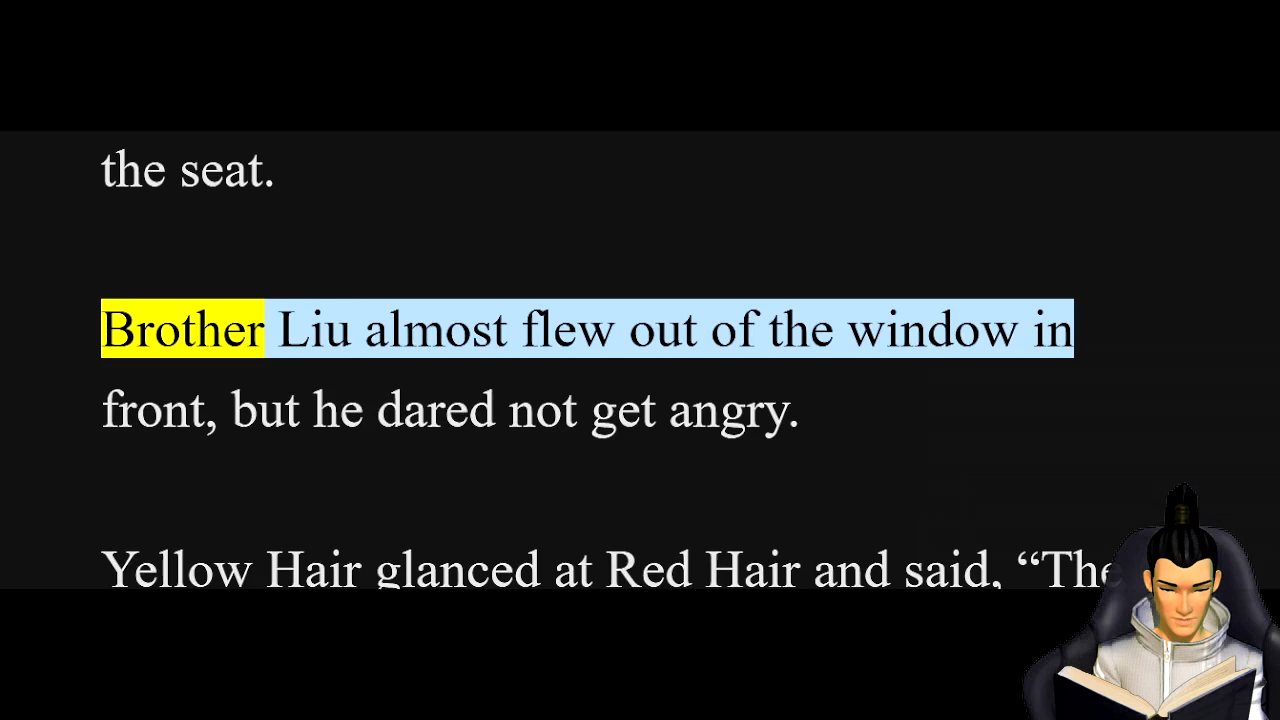 the seat.
Brother Liu almost flew out of the window in
front, but he dared not get angry.
Yellow Hair glanced at Red Hair and said, “The